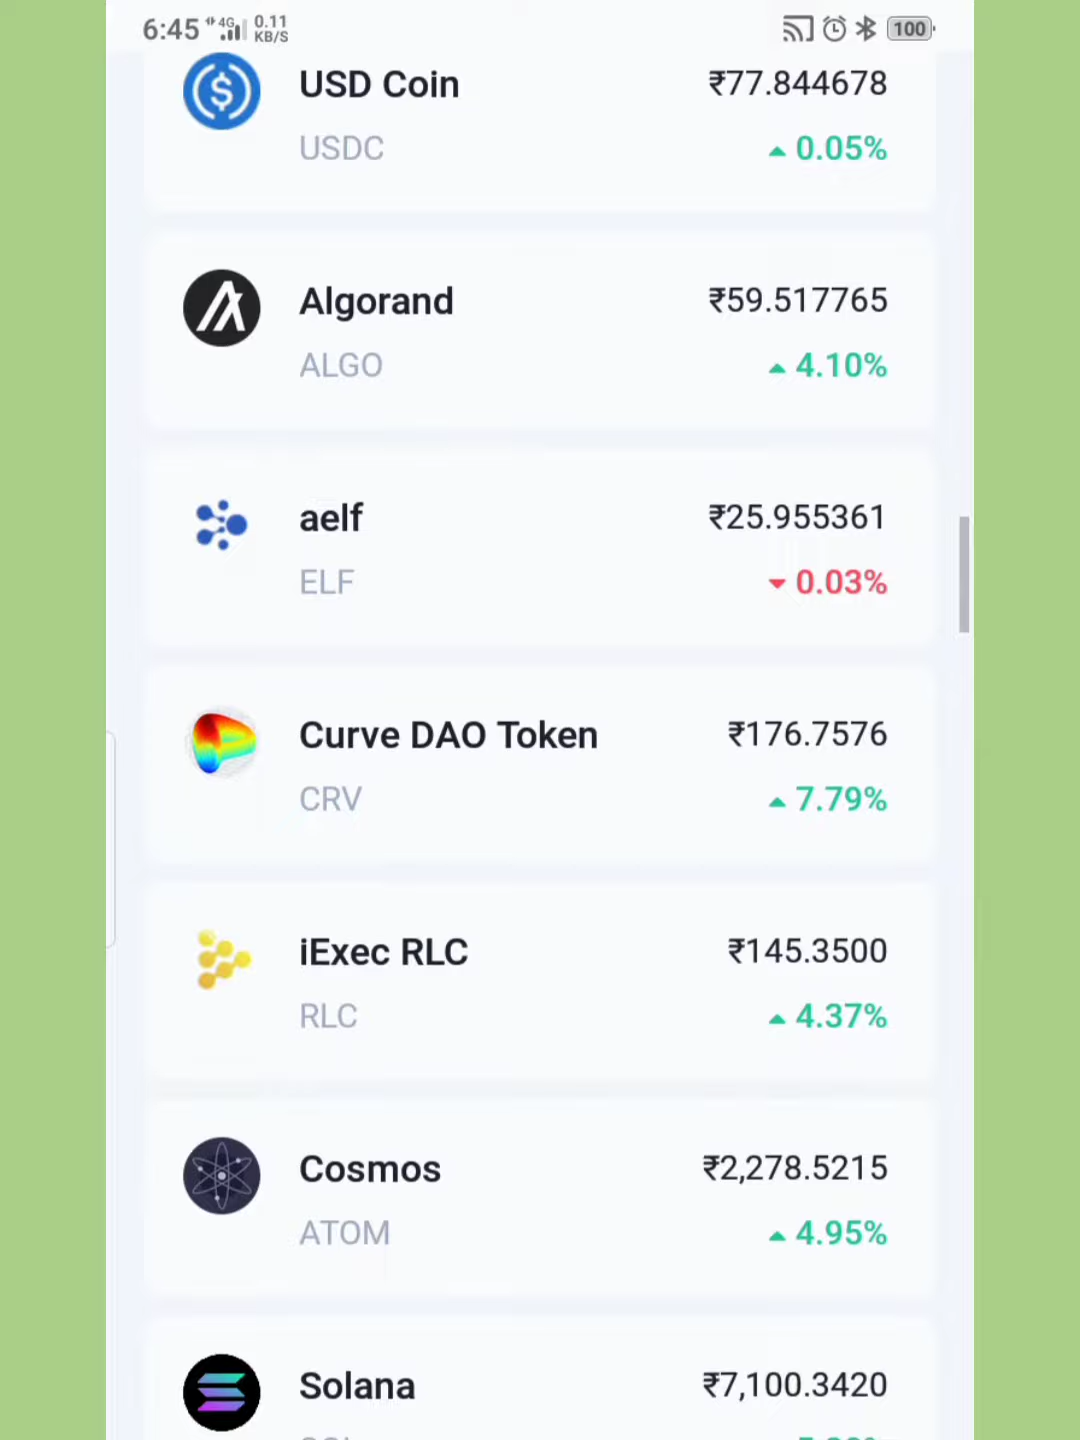 6:45 4G 0.11 KB/S 100
USD Coin ₹77.844678
USDC 0.05%
Algorand ₹59.517765
ALGO 4.10%
aelf ₹25.955361
ELF 0.03%
Curve DAO Token ₹176.7576
CRV 7.79%
iExec RLC ₹145.3500
RLC 4.37%
Cosmos ₹2,278.5215
ATOM 4.95%
Solana ₹7,100.3420